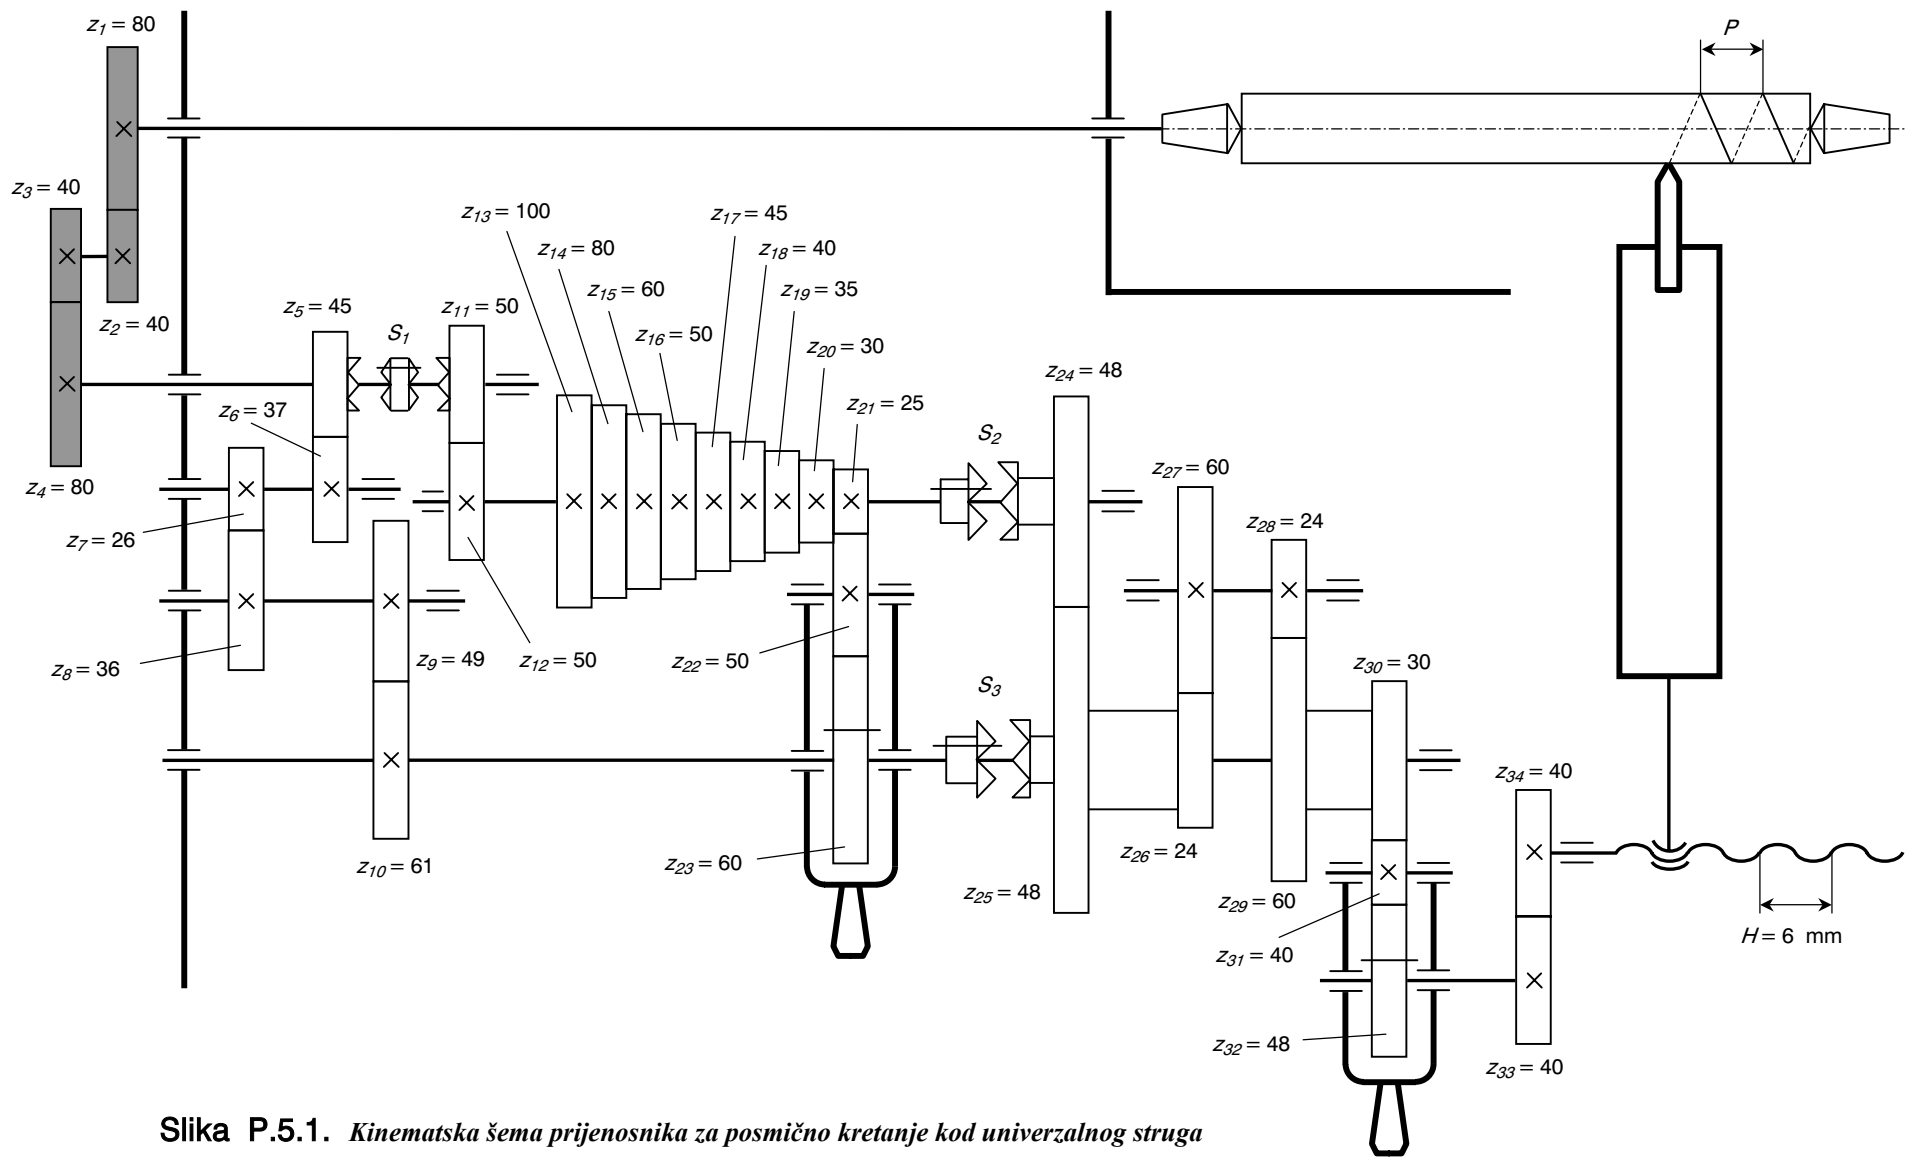 z1 = 80
P
z3 = 40
z13 = 100
z17 = 45
z14 = 80
z18 = 40
z15 = 60
z19 = 35
z5 = 45
z11 = 50
z2 = 40
S1
z16 = 50
z20 = 30
z24 = 48
z6 = 37
z21 = 25
S2
z27 = 60
z4 = 80
z28 = 24
z7 = 26
z8 = 36
z9 = 49
z12 = 50
z22 = 50
z30 = 30
S3
z34 = 40
z10 = 61
z23 = 60
z26 = 24
z25 = 48
z29 = 60
H = 6 mm
z31 = 40
z32 = 48
z33 = 40
Slika P.5.1. Kinematska šema prijenosnika za posmično kretanje kod univerzalnog struga